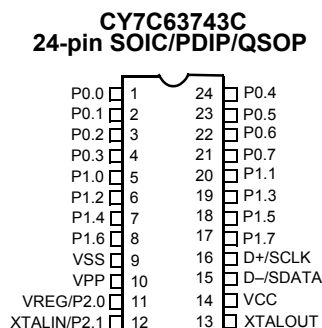 CY7C63743C
24-pin SOIC/PDIP/QSOP
P0.0 1 24 P0.4
P0.1 2 23 P0.5
P0.2 3 22 P0.6
P0.3 4 21 P0.7
P1.0 5 20 P1.1
P1.2 6 19 P1.3
P1.4 7 18 P1.5
P1.6 8 17 P1.7
VSS 9 16 D+/SCLK
VPP 10 15 D–/SDATA
VREG/P2.0 11 14 VCC
XTALIN/P2.1 12 13 XTALOUT